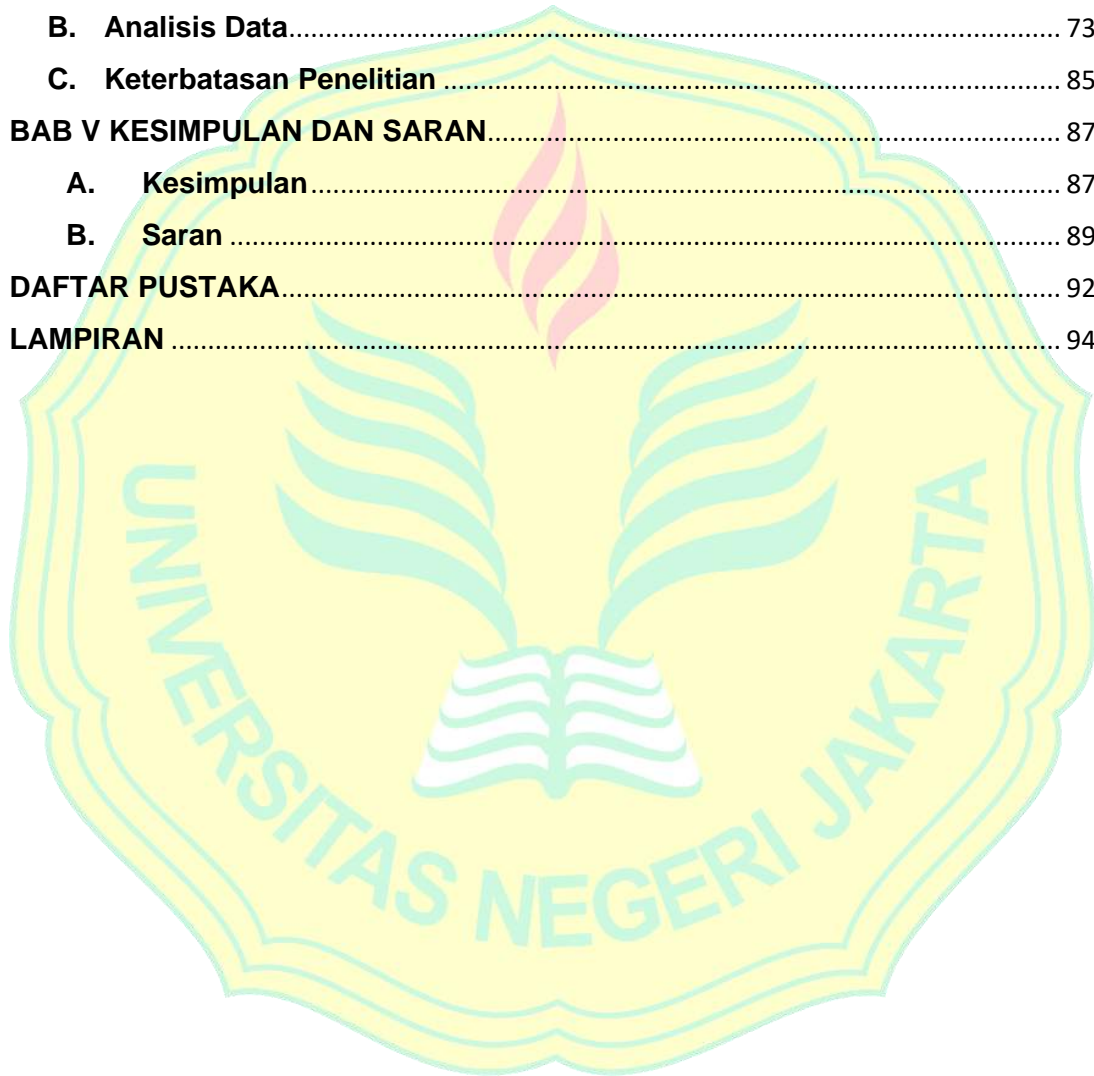 B. Analisis Data........................................................................................................ 73
C. Keterbatasan Penelitian .................................................................................... 85
BAB V KESIMPULAN DAN SARAN.............................................................................. 87
A. Kesimpulan..................................................................................................... 87
B. Saran ............................................................................................................... 89
DAFTAR PUSTAKA......................................................................................................... 92
LAMPIRAN ....................................................................................................................... 94
UNIVERSITAS NEGERI JAKARTA